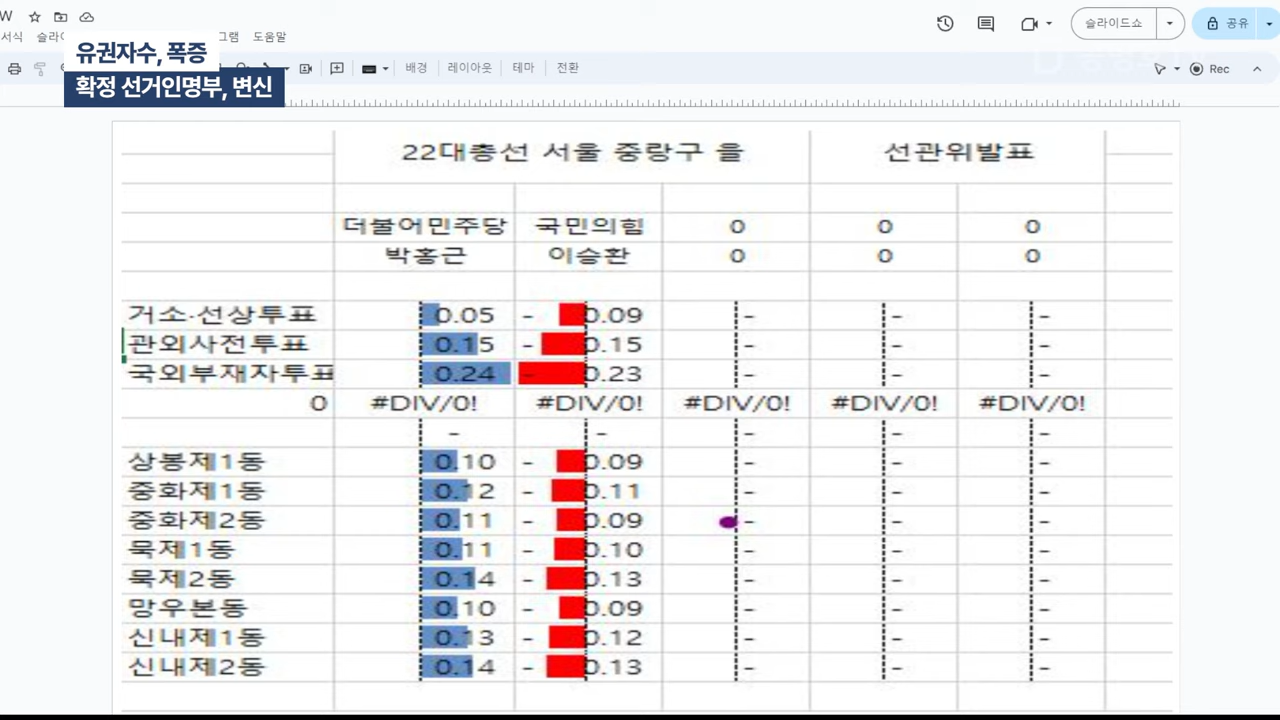 W
서식 슬라 그램 도움말
슬라이드쇼 공유
유권자수, 폭증
확정 선거인명부, 변신
배경 레이아웃 테마 전환
Rec
22대총선 서울 중랑구 을 선관위발표
더불어민주당 국민의힘 0 0 0
박홍근 이승환 0 0 0
거소·선상투표 0.05 - 0.09 - - -
관외사전투표 0.15 - 0.15 - - -
국외부재자투표 0.24 - 0.23 - - -
0 #DIV/0! #DIV/0! #DIV/0! #DIV/0! #DIV/0!
- - - - -
상봉제1동 0.10 - 0.09 - - -
중화제1동 0.12 - 0.11 - - -
중화제2동 0.11 - 0.09 - - -
묵제1동 0.11 - 0.10 - - -
묵제2동 0.14 - 0.13 - - -
망우본동 0.10 - 0.09 - - -
신내제1동 0.13 - 0.12 - - -
신내제2동 0.14 - 0.13 - - -